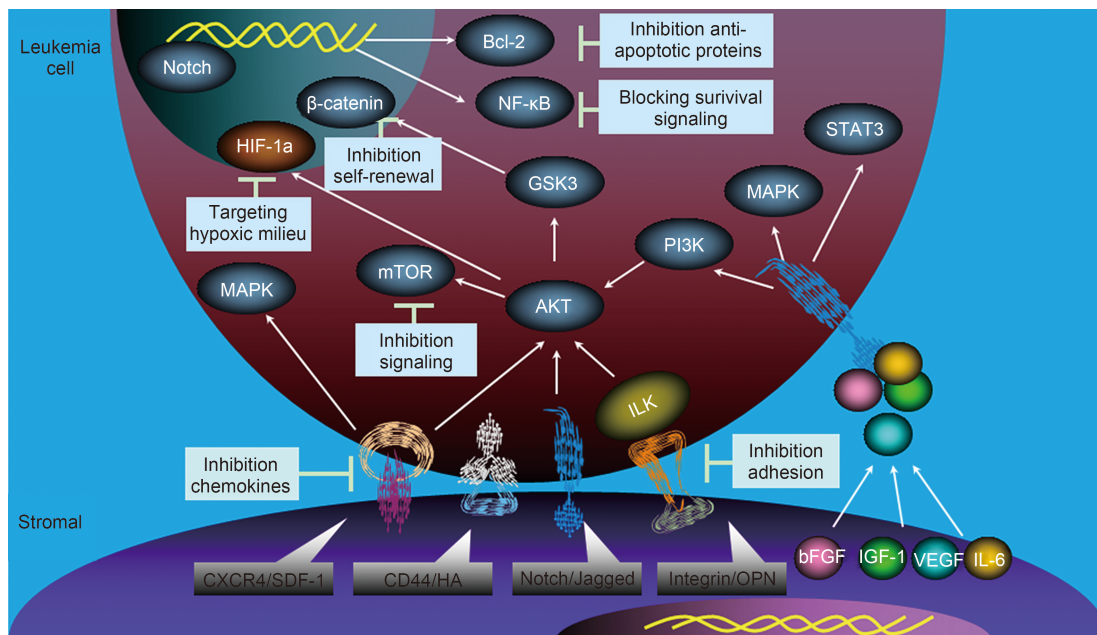 Leukemia
cell
Notch
Bcl-2
Inhibition anti-
apoptotic proteins
β-catenin
NF-κB
Blocking surivival
signaling
HIF-1a
Inhibition
self-renewal
GSK3
STAT3
MAPK
Targeting
hypoxic milieu
PI3K
mTOR
MAPK
AKT
Inhibition
signaling
ILK
Inhibition
chemokines
Inhibition
adhesion
Stromal
CXCR4/SDF-1
CD44/HA
Notch/Jagged
Integrin/OPN
bFGF
IGF-1
VEGF
IL-6